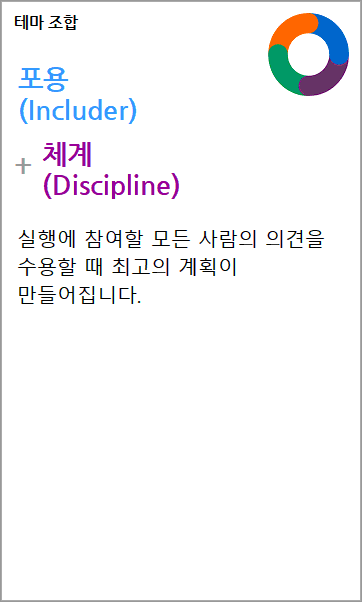 테마 조합
포용
(Includer)
+ 체계
(Discipline)
실행에 참여할 모든 사람의 의견을
수용할 때 최고의 계획이
만들어집니다.